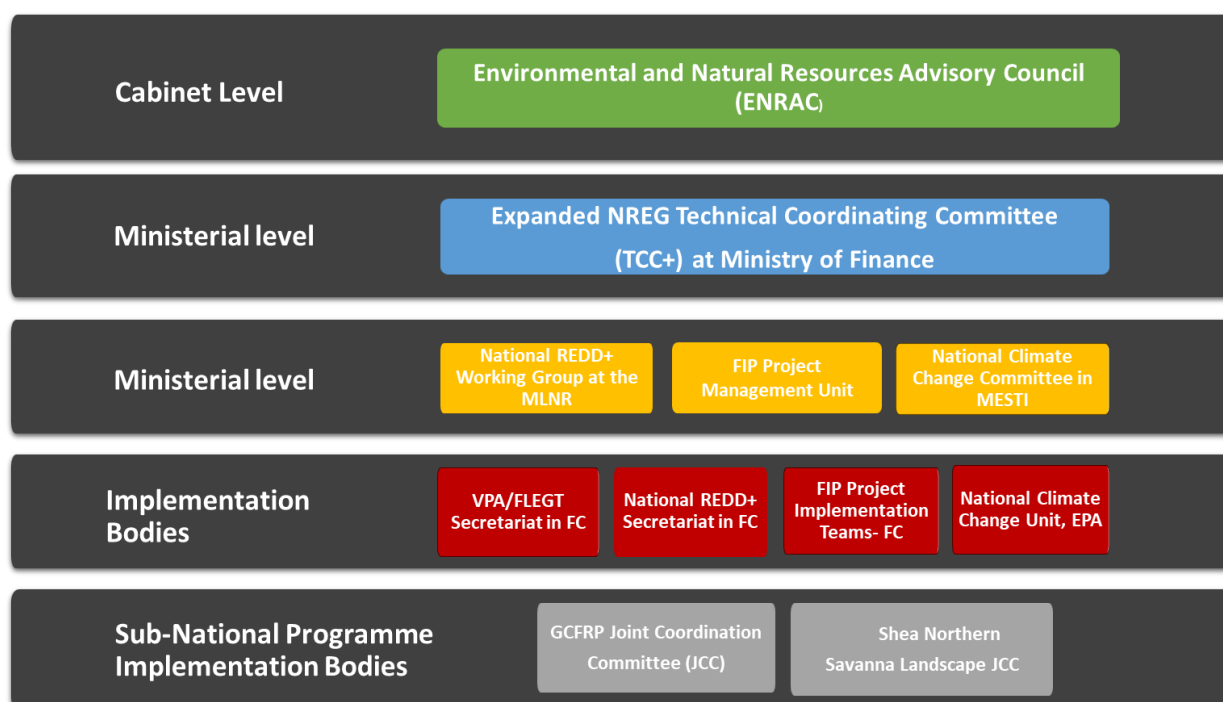 Cabinet Level
Environmental and Natural Resources Advisory Council
(ENRAC)
Ministerial level
Expanded NREG Technical Coordinating Committee
(TCC+) at Ministry of Finance
Ministerial level
National REDD+
Working Group at the
MLNR
FIP Project
Management Unit
National Climate
Change Committee in
MESTI
Implementation
Bodies
VPA/FLEGT
Secretariat in FC
National REDD+
Secretariat in FC
FIP Project
Implementation
Teams- FC
National Climate
Change Unit, EPA
Sub-National Programme
Implementation Bodies
GCFRP Joint Coordination
Committee (JCC)
Shea Northern
Savanna Landscape JCC